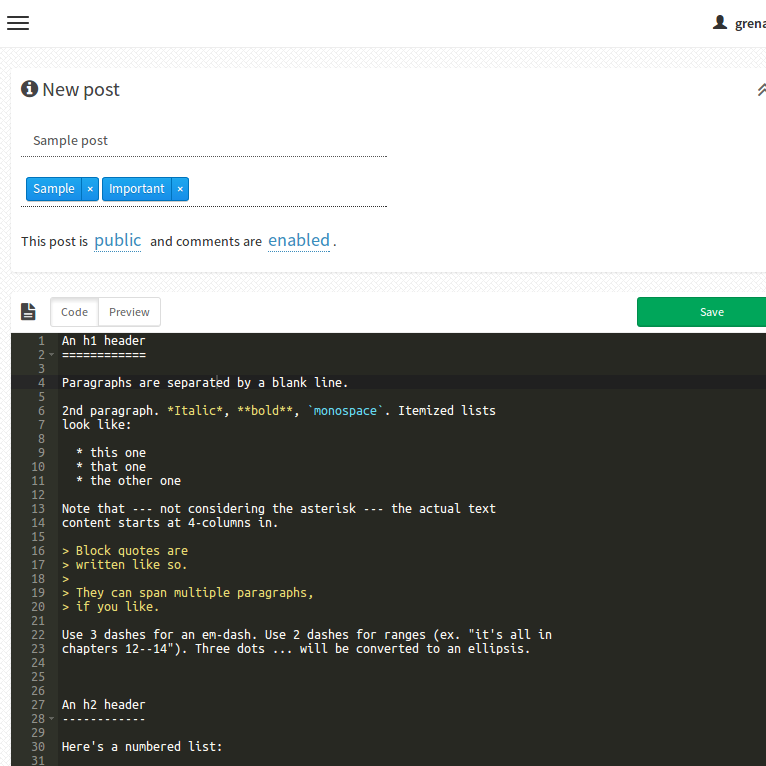 grena
New post
Sample post
Sample × Important ×
This post is public and comments are enabled .
Code Preview Save
1 An h1 header
2 ============
3
4 Paragraphs are separated by a blank line.
5
6 2nd paragraph. *Italic*, **bold**, `monospace`. Itemized lists
7 look like:
8
9   * this one
10   * that one
11   * the other one
12
13 Note that --- not considering the asterisk --- the actual text
14 content starts at 4-columns in.
15
16 > Block quotes are
17 > written like so.
18 >
19 > They can span multiple paragraphs,
20 > if you like.
21
22 Use 3 dashes for an em-dash. Use 2 dashes for ranges (ex. "it's all in
23 chapters 12--14"). Three dots ... will be converted to an ellipsis.
24
25
26
27 An h2 header
28 ------------
29
30 Here's a numbered list:
31